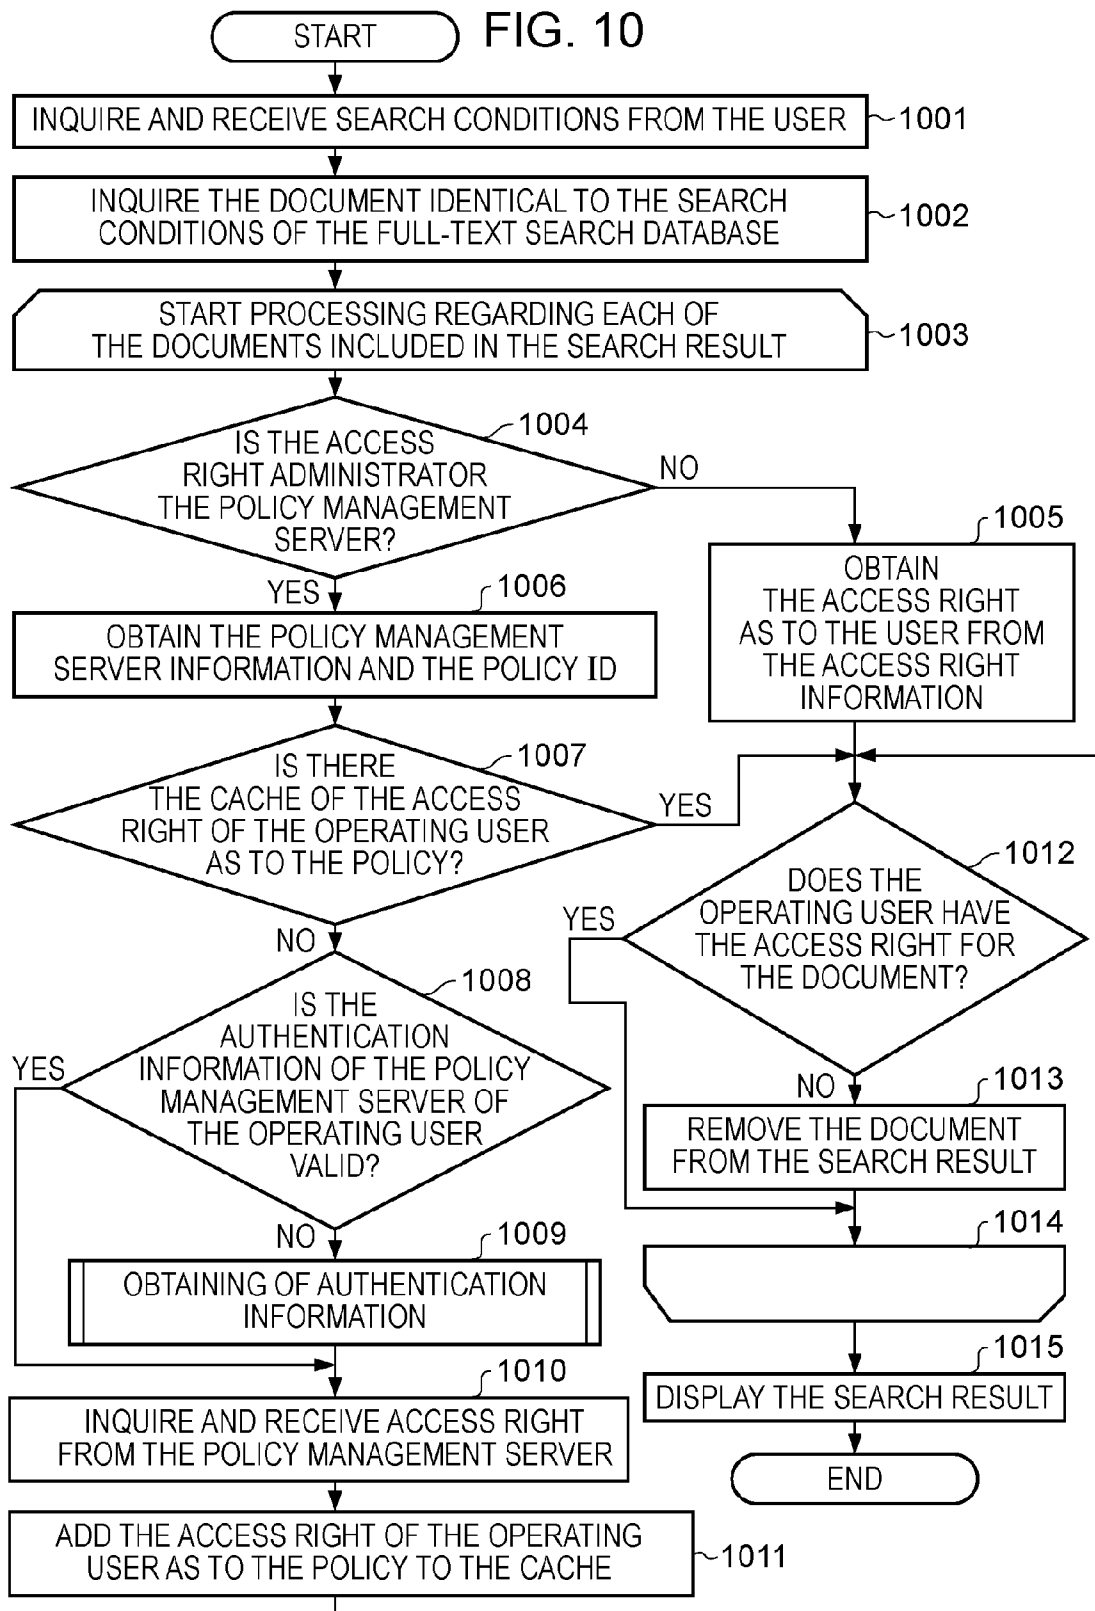 FIG. 10
START
INQUIRE AND RECEIVE SEARCH CONDITIONS FROM THE USER
1001
INQUIRE THE DOCUMENT IDENTICAL TO THE SEARCH
CONDITIONS OF THE FULL-TEXT SEARCH DATABASE
1002
START PROCESSING REGARDING EACH OF
THE DOCUMENTS INCLUDED IN THE SEARCH RESULT
1003
1004
IS THE ACCESS
RIGHT ADMINISTRATOR
THE POLICY MANAGEMENT
SERVER?
NO
YES
1005
OBTAIN
THE ACCESS RIGHT
AS TO THE USER FROM
THE ACCESS RIGHT
INFORMATION
1006
OBTAIN THE POLICY MANAGEMENT
SERVER INFORMATION AND THE POLICY ID
1007
IS THERE
THE CACHE OF THE ACCESS
RIGHT OF THE OPERATING USER
AS TO THE POLICY?
YES
NO
1008
IS THE
AUTHENTICATION
INFORMATION OF THE POLICY
MANAGEMENT SERVER OF
THE OPERATING USER
VALID?
YES
NO
1009
OBTAINING OF AUTHENTICATION
INFORMATION
1010
INQUIRE AND RECEIVE ACCESS RIGHT
FROM THE POLICY MANAGEMENT SERVER
ADD THE ACCESS RIGHT OF THE OPERATING
USER AS TO THE POLICY TO THE CACHE
1011
1012
DOES THE
OPERATING USER HAVE
THE ACCESS RIGHT FOR
THE DOCUMENT?
YES
NO
1013
REMOVE THE DOCUMENT
FROM THE SEARCH RESULT
1014
1015
DISPLAY THE SEARCH RESULT
END